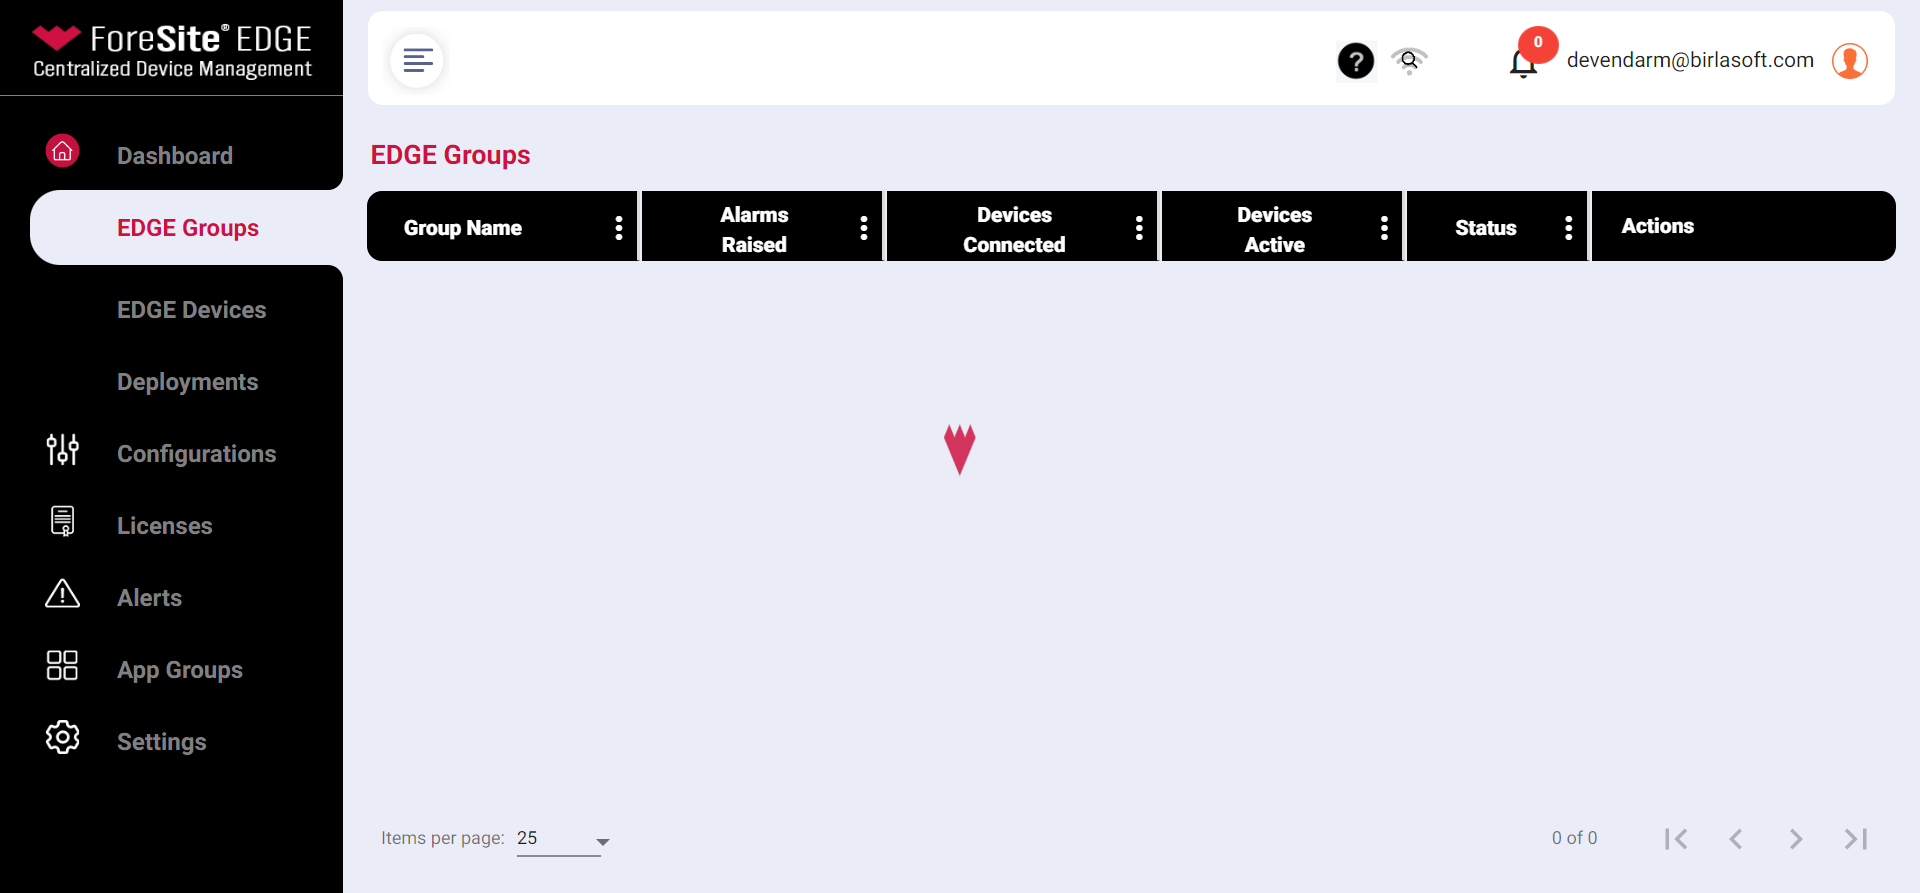 ForeSite® EDGE
Centralized Device Management
0
devendarm@birlasoft.com
Dashboard
EDGE Groups
EDGE Devices
Deployments
Configurations
Licenses
Alerts
App Groups
Settings
EDGE Groups
Group Name
Alarms
Raised
Devices
Connected
Devices
Active
Status
Actions
Items per page: 25
0 of 0